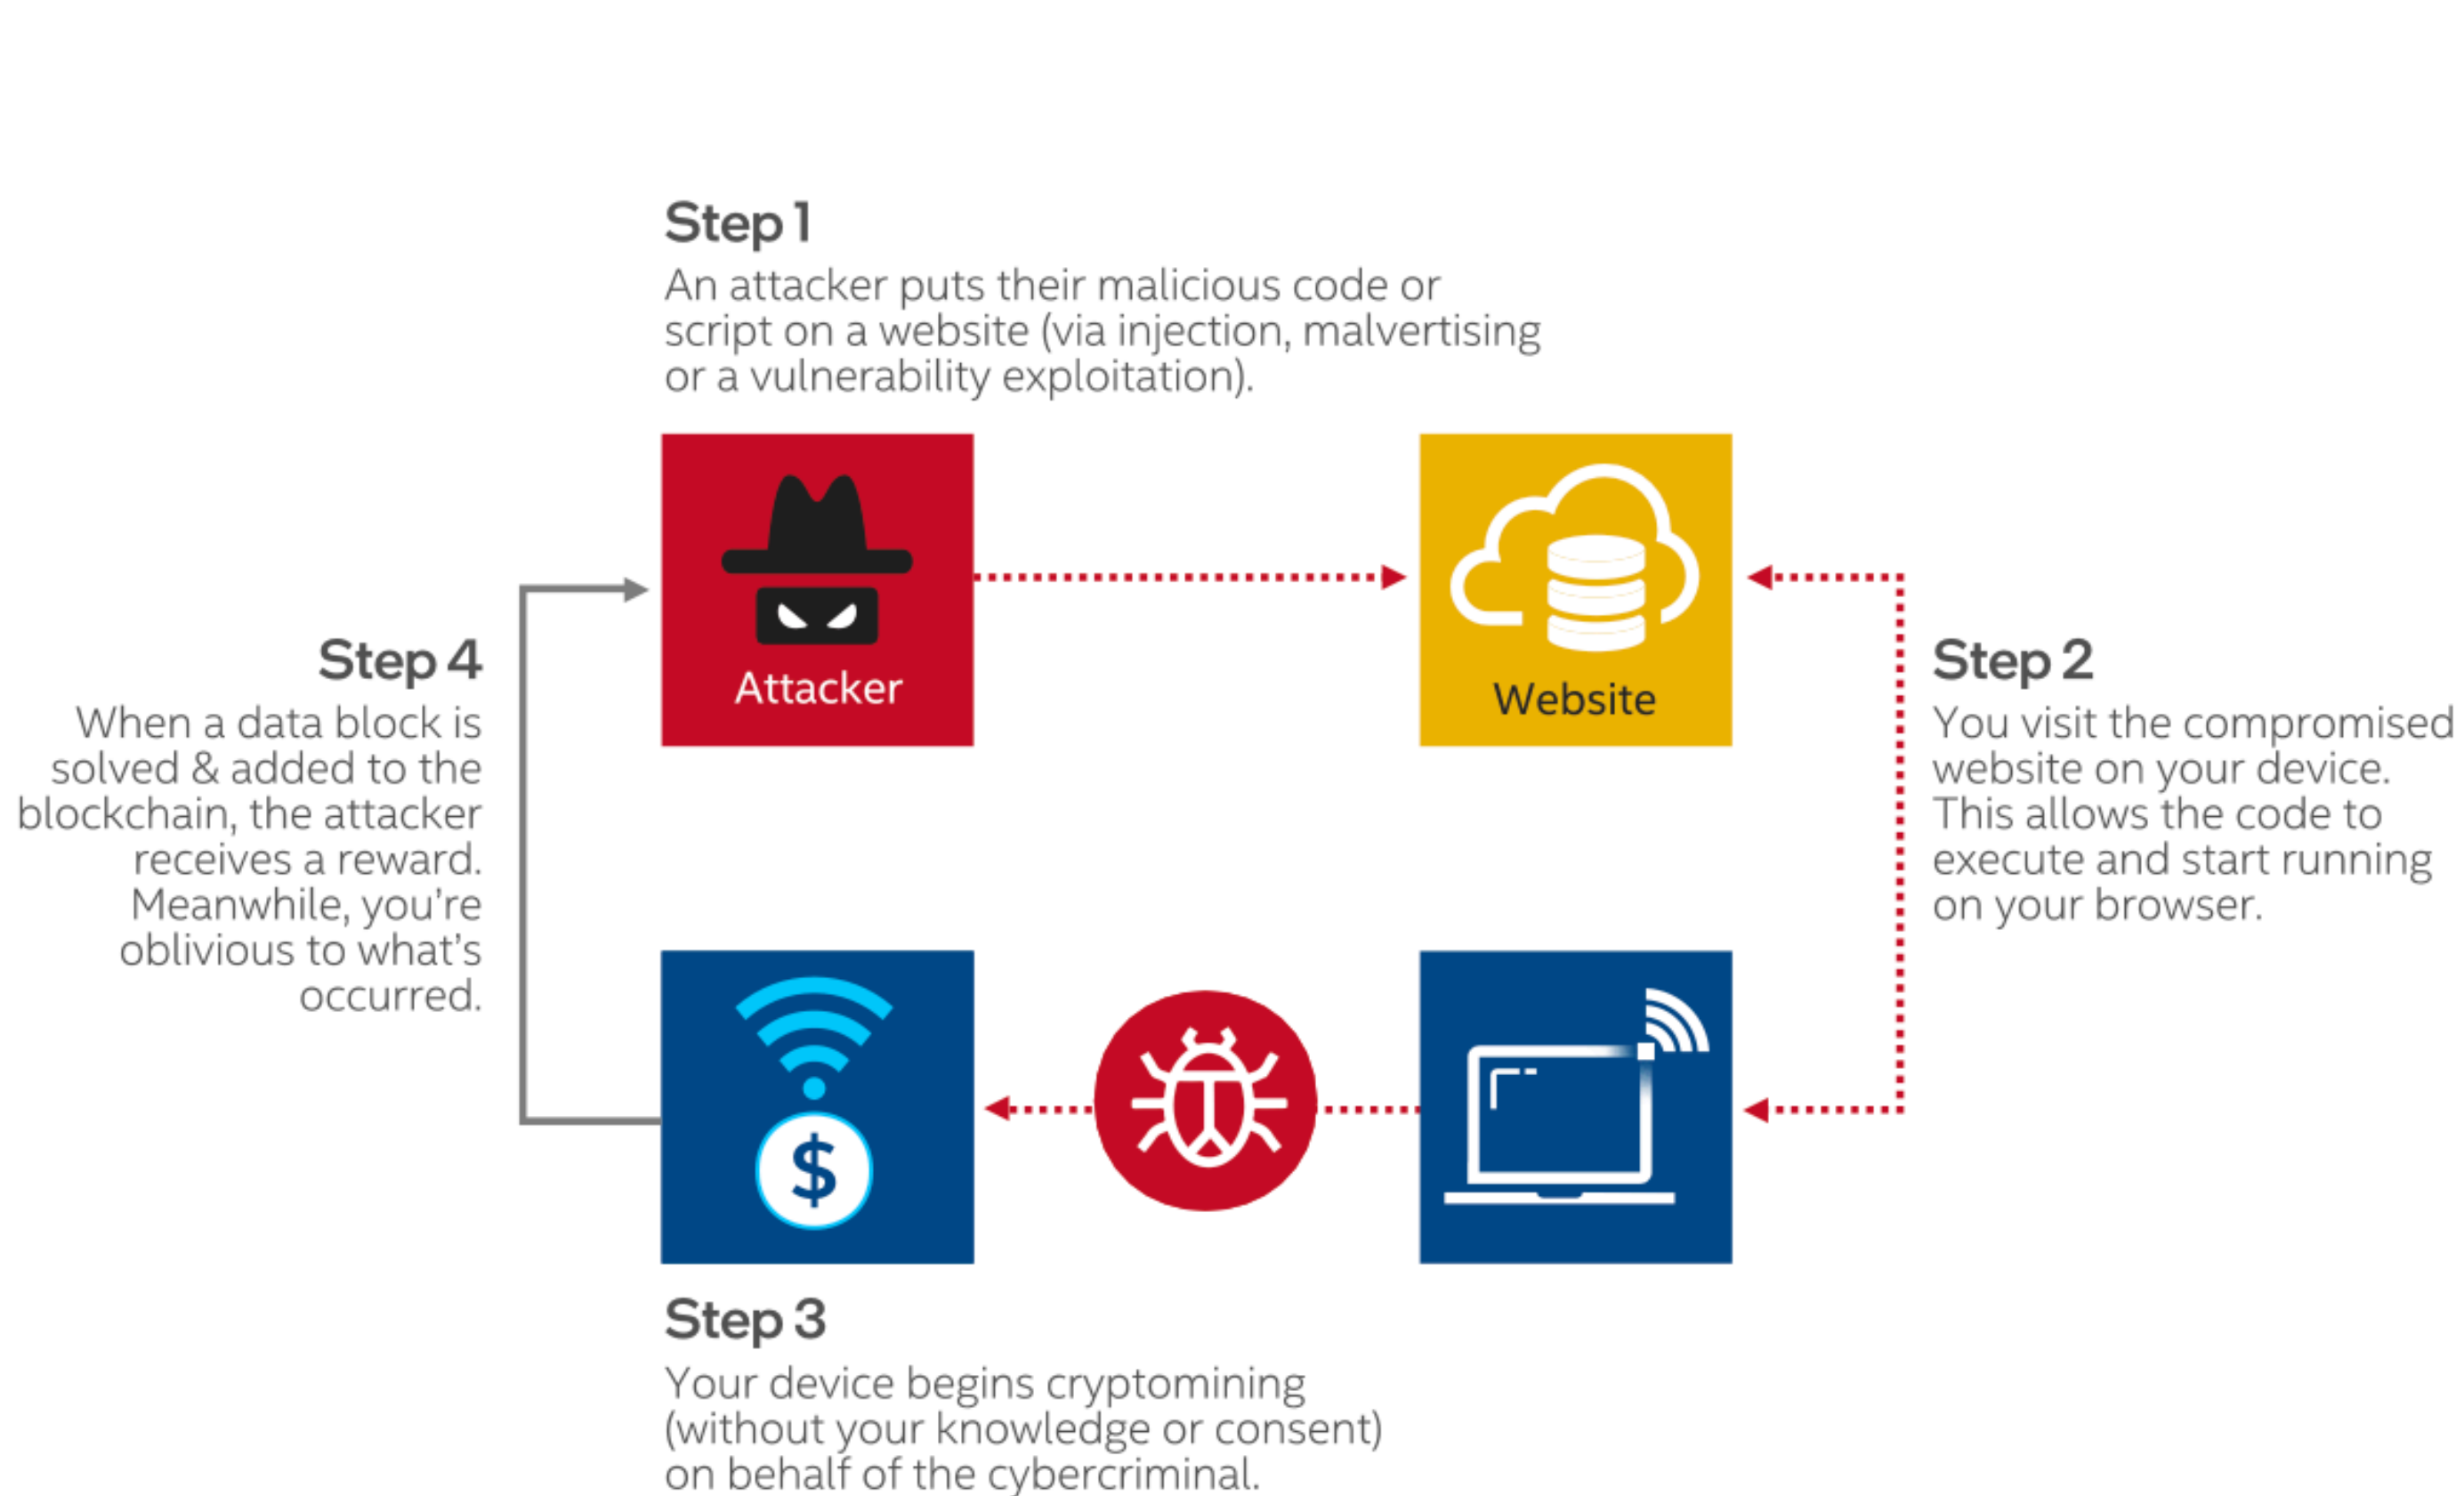 Step 1
An attacker puts their malicious code or
script on a website (via injection, malvertising
or a vulnerability exploitation).
Attacker
Website
Step 2
You visit the compromised
website on your device.
This allows the code to
execute and start running
on your browser.
$
Step 3
Your device begins cryptomining
(without your knowledge or consent)
on behalf of the cybercriminal.
Step 4
When a data block is
solved & added to the
blockchain, the attacker
receives a reward.
Meanwhile, you're
oblivious to what's
occurred.